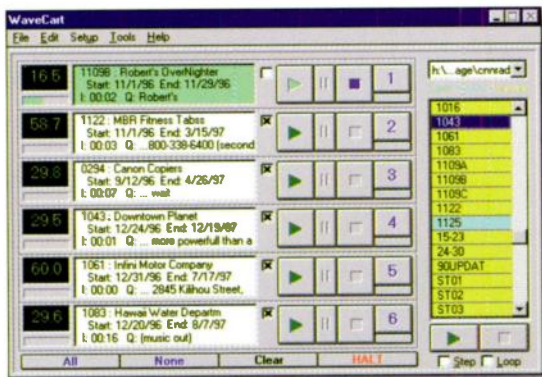 WaveCart
File Edit Setup Tools Help
16.5
1109B : Robert's OverNighter
Start: 11/1/96 End: 11/29/96
I: 00:02 Q: Robert's
1
58.7
1122 : MBR Fitness Tabss
Start: 11/1/96 End: 3/15/97
I: 00:03 Q: ...800-338-6400 (second
2
29.8
0294 : Canon Copiers
Start: 9/12/96 End: 4/26/97
I: 00:07 Q: ... wait
3
29.5
1043 : Downtown Planet
Start: 12/24/96 End: 12/19/97
I: 00:01 Q: ... more powerfull than a
4
60.0
1061 : Infini Motor Company
Start: 12/31/96 End: 7/17/97
I: 00:00 Q: ... 2845 Kilihou Street,
5
29.6
1083 : Hawaii Water Departm
Start: 12/20/96 End: 8/7/97
I: 00:16 Q: (music out)
6
All None Clear HALT
h:\...age\cnnrad
1016
1043
1061
1083
1109A
1109B
1109C
1122
1125
15-23
24-30
90UPDAT
ST01
ST02
ST03
Step Loop